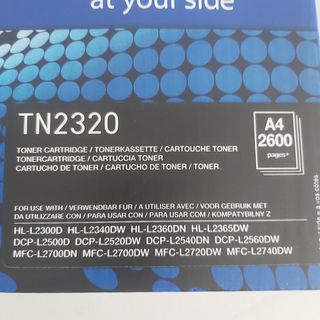 at your side
TN2320
A4
2600
pages*
TONER CARTRIDGE / TONERKASSETTE / CARTOUCHE TONER
TONERCARTRIDGE / CARTUCCIA TONER
CARTUCHO DE TÓNER / CARTUCHO DE TONER / TONER
FOR USE WITH / VERWENDBAR FÜR / A UTILISER AVEC / GEBRUIK MET
DA UTILIZZARE CON / PARA USAR CON / PARA USAR COM / KOMPATYBILNY Z
HL-L2300D HL-L2340DW HL-L2360DN HL-L2365DW
DCP-L2500D DCP-L2520DW DCP-L2540DN DCP-L2560DW
MFC-L2700DN MFC-L2700DW MFC-L2720DW MFC-L2740DW